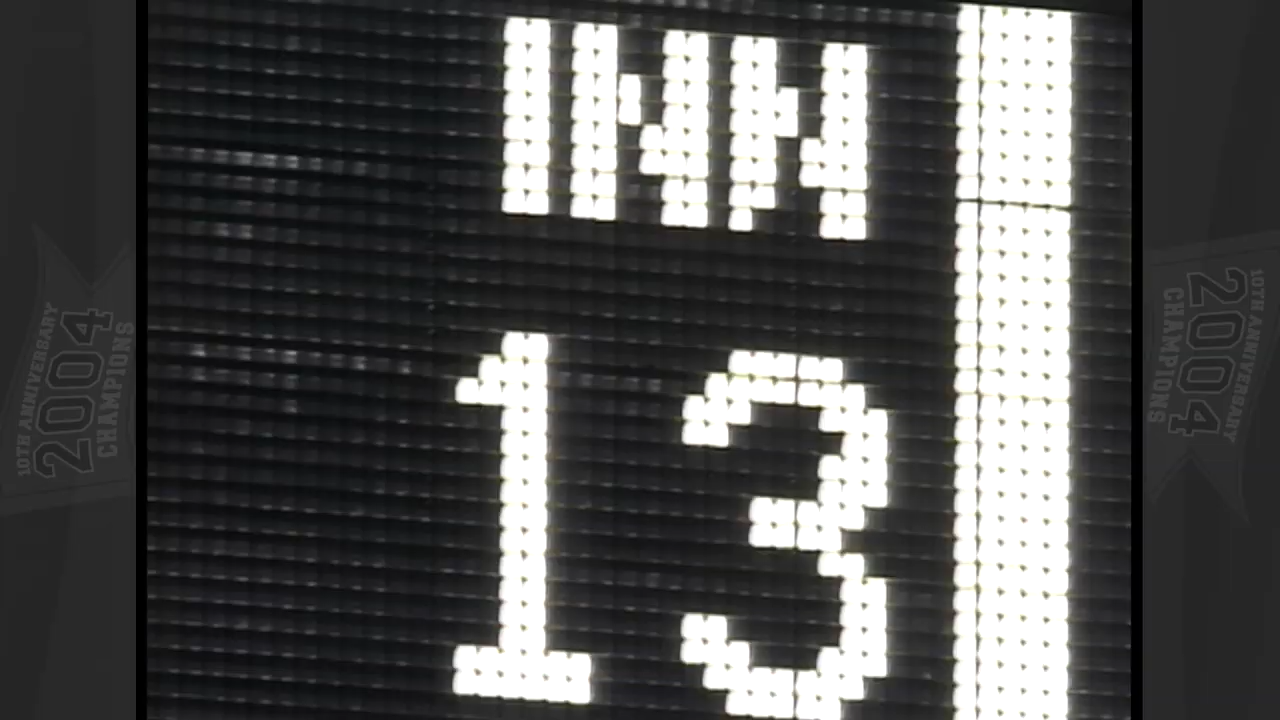 INN
13
10TH ANNIVERSARY
2004
CHAMPIONS
10TH ANNIVERSARY
2004
CHAMPIONS